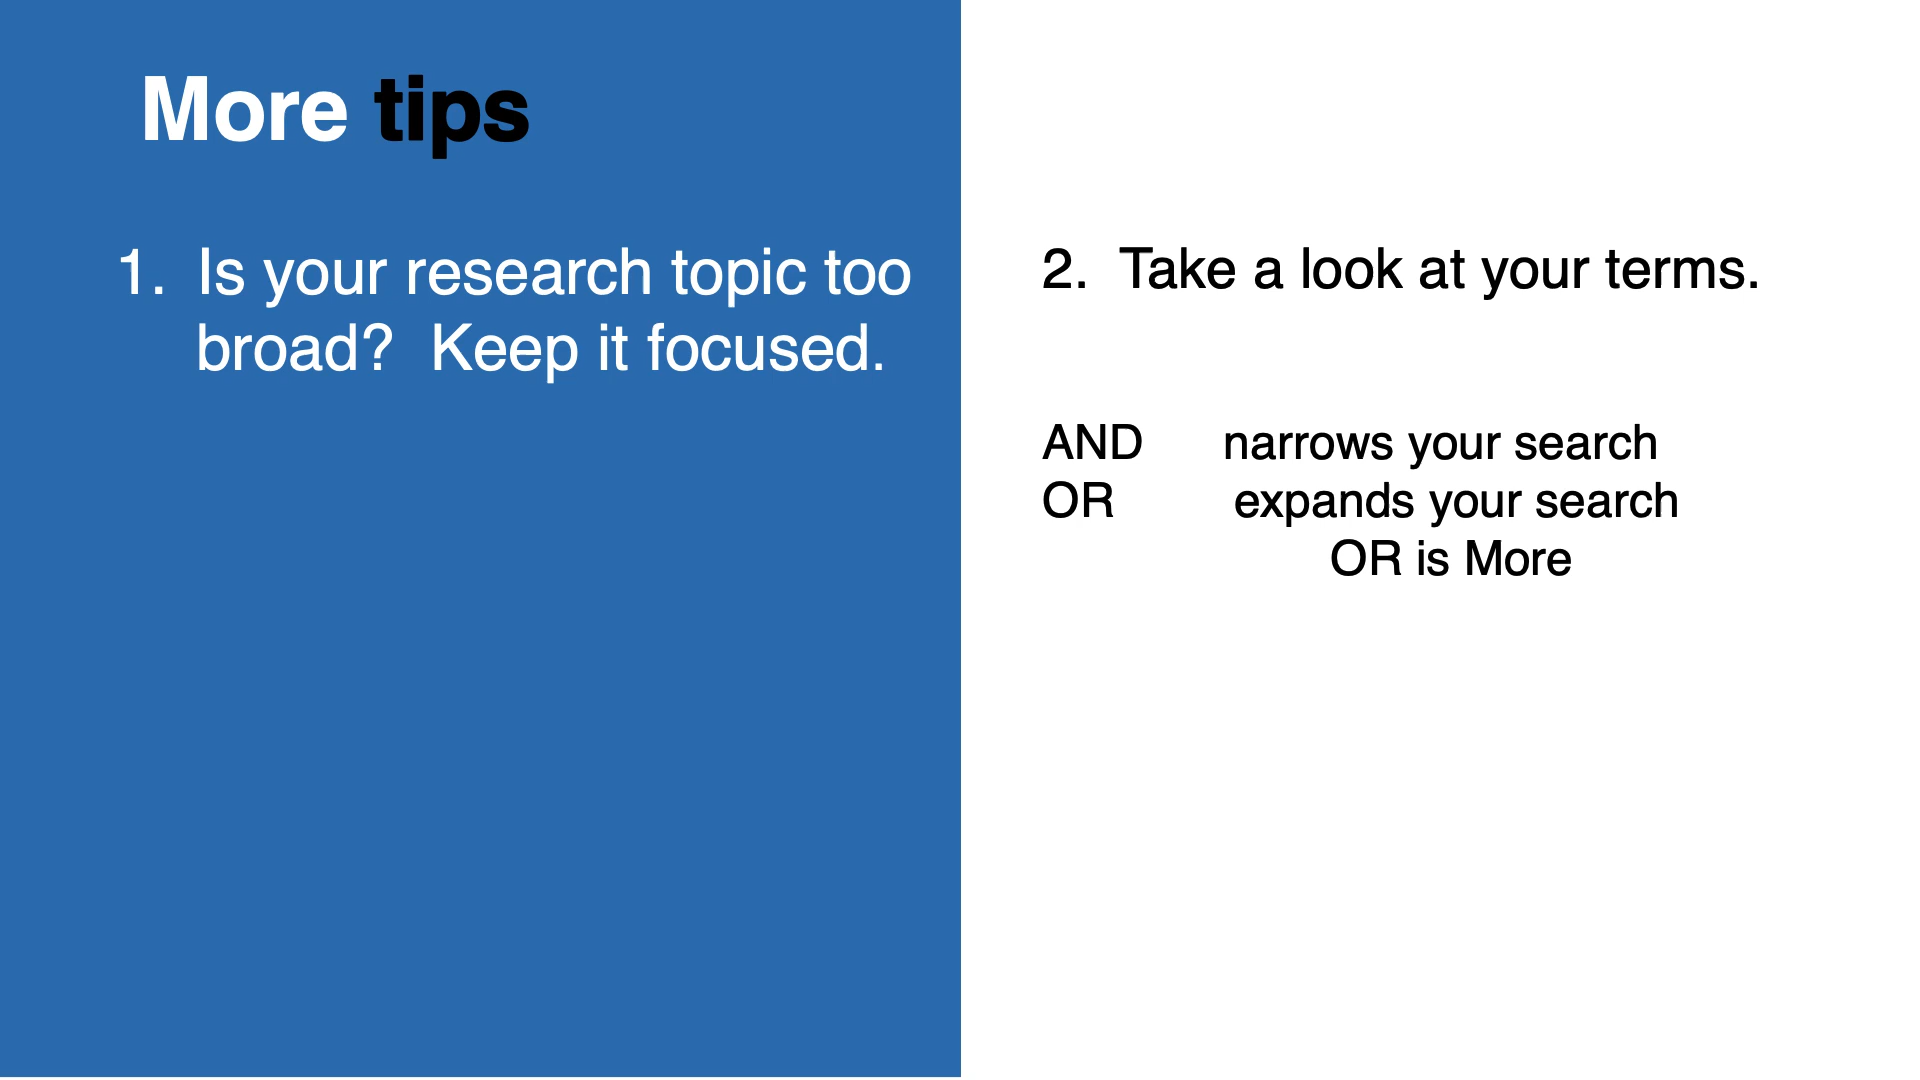 More tips
1. Is your research topic too
broad?  Keep it focused.
2. Take a look at your terms.
AND narrows your search
OR expands your search
OR is More